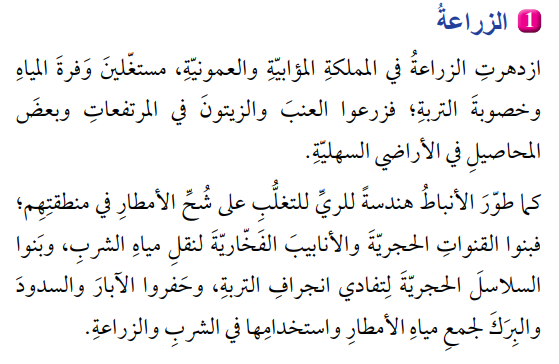 1 الزراعةُ
ازدهرتِ الزراعةُ في المملكةِ المؤابيّةِ والعمونيّةِ، مستغّلينَ وَفرةَ المياهِ
وخصوبةَ التربةِ؛ فزرعوا العنبَ والزيتونَ في المرتفعاتِ وبعضَ
المحاصيلِ في الأراضي السهليّةِ.
كما طوّرَ الأنباطُ هندسةً للريِّ للتغلُّبِ على شُحِّ الأمطارِ في منطقتِهِم؛
فبنوا القنواتِ الحجريّةَ والأنابيبَ الفَخّاريّةَ لنقلِ مياهِ الشربِ، وبَنوا
السلاسلَ الحجريّةَ لِتفادي انجرافِ التربةِ، وحَفروا الآبارَ والسدودَ
والبِرَكَ لجمعِ مياهِ الأمطارِ واستخدامِها في الشربِ والزراعةِ.